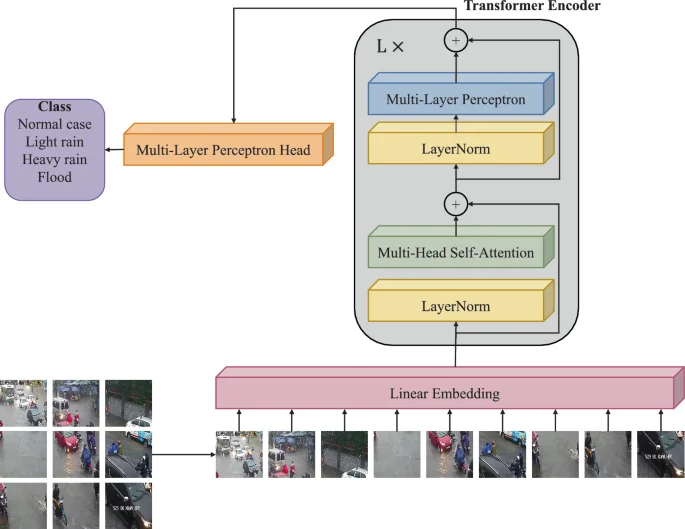 Transformer Encoder
L ×
+
Multi-Layer Perceptron
LayerNorm
+
Multi-Head Self-Attention
LayerNorm
Class
Normal case
Light rain
Heavy rain
Flood
Multi-Layer Perceptron Head
Linear Embedding